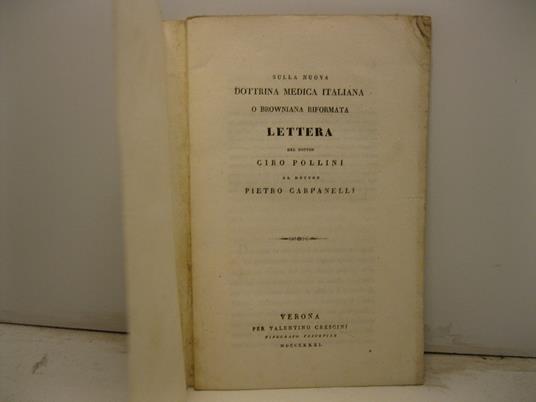 SULLA NUOVA
DOTTRINA MEDICA ITALIANA
O BROWNIANA RIFORMATA
LETTERA
DEL DOTTOR
CIRO POLLINI
AL DOTTOR
PIETRO CARPANELLI
VERONA
PER VALENTINO CRESCINI
TIPOGRAFO VESCOVILE
MDCCCXXXI.